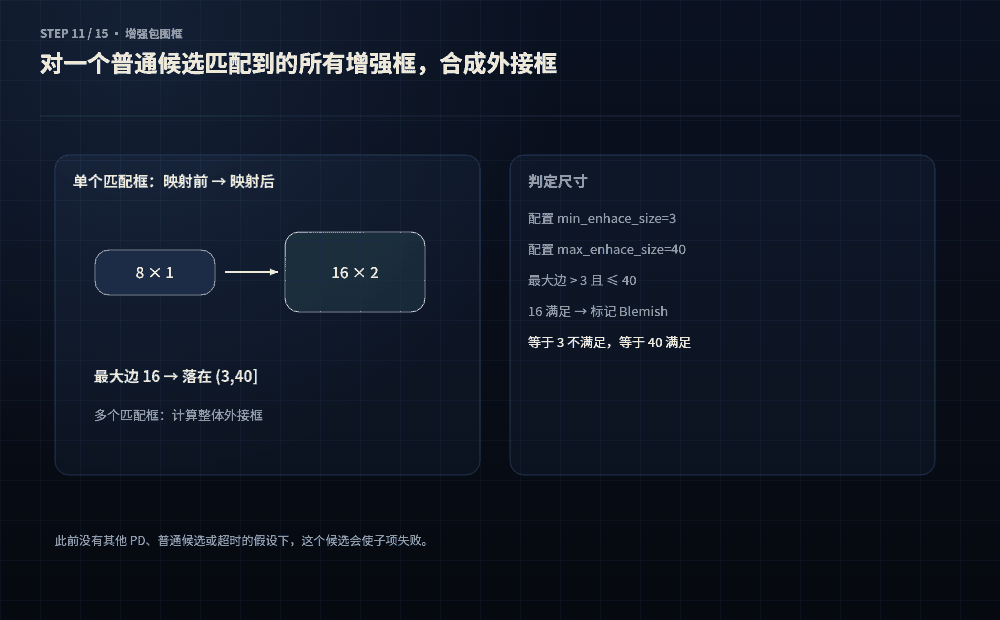 STEP 11 / 15 • 增强包围框
对一个普通候选匹配到的所有增强框，合成外接框
单个匹配框：映射前 → 映射后
8 × 1
16 × 2
最大边 16 → 落在 (3,40]
多个匹配框：计算整体外接框
判定尺寸
配置 min_enhace_size=3
配置 max_enhace_size=40
最大边 > 3 且 ≤ 40
16 满足 → 标记 Blemish
等于 3 不满足，等于 40 满足
此前没有其他 PD、普通候选或超时的假设下，这个候选会使子项失败。